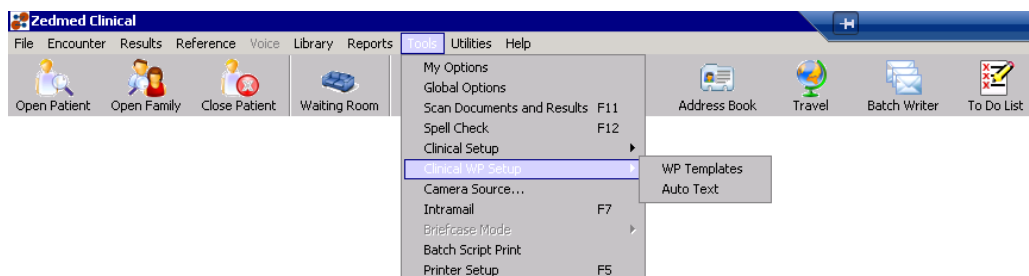 Zedmed Clinical
File Encounter Results Reference Voice Library Reports Tools Utilities Help
Open Patient Open Family Close Patient Waiting Room Address Book Travel Batch Writer To Do List
My Options
Global Options
Scan Documents and Results F11
Spell Check F12
Clinical Setup
Clinical WP Setup
WP Templates
Auto Text
Camera Source...
Intramail F7
Briefcase Mode
Batch Script Print
Printer Setup F5